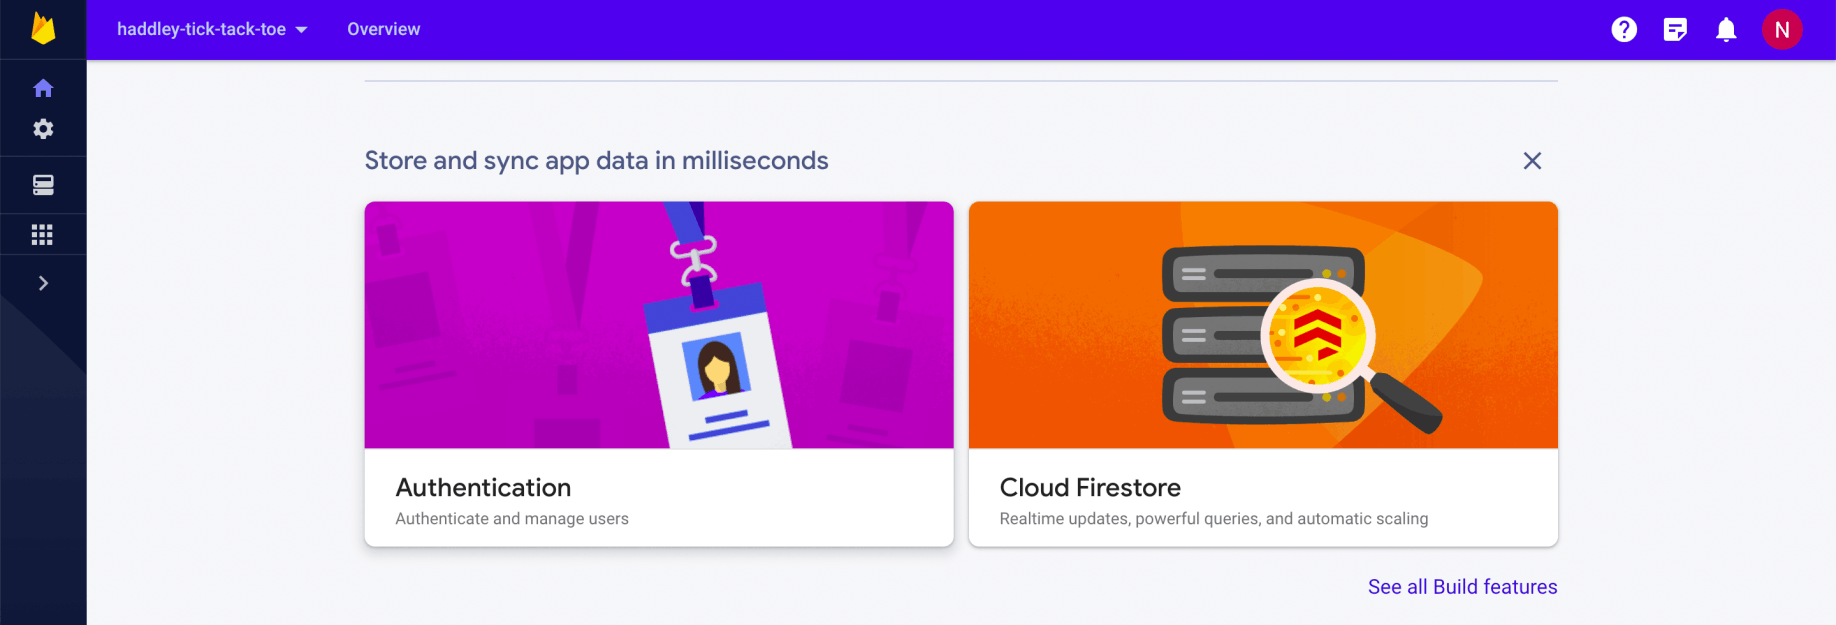 haddley-tick-tack-toe
Overview
N
Store and sync app data in milliseconds
Authentication
Authenticate and manage users
Cloud Firestore
Realtime updates, powerful queries, and automatic scaling
See all Build features